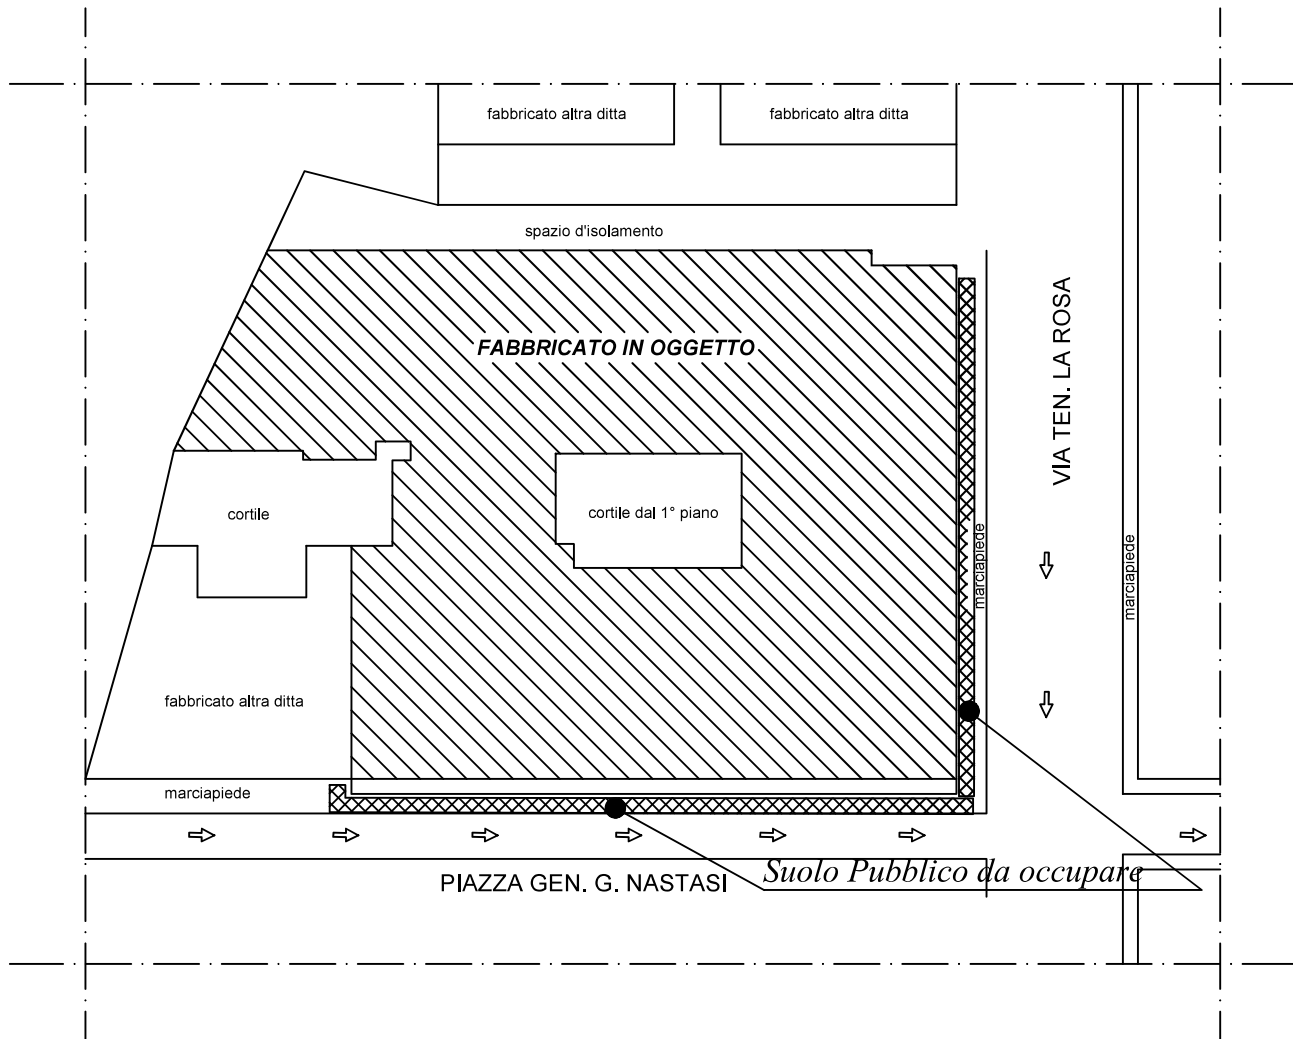 fabbricato altra ditta
fabbricato altra ditta
spazio d'isolamento
FABBRICATO IN OGGETTO
VIA TEN. LA ROSA
cortile
cortile dal 1° piano
marciapiede
marciapiede
fabbricato altra ditta
marciapiede
Suolo Pubblico da occupare
PIAZZA GEN. G. NASTASI